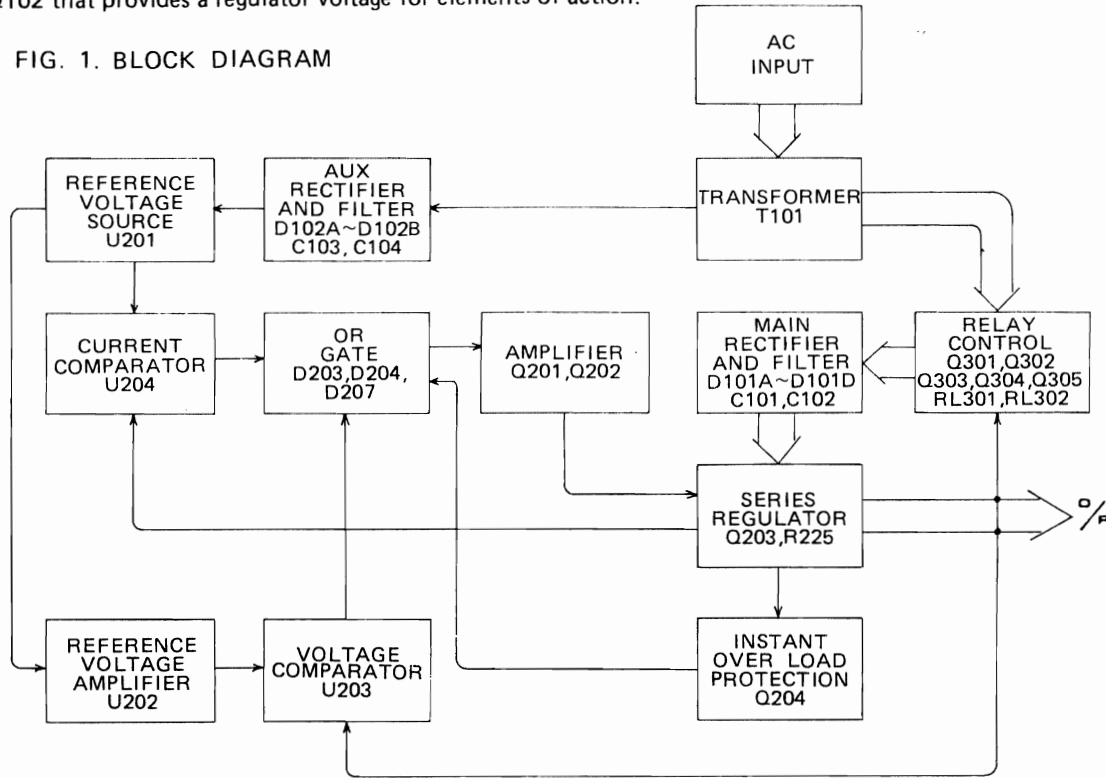 Q102 that provides a regulator voltage for elements of action.
FIG. 1. BLOCK DIAGRAM
AC
INPUT
REFERENCE
VOLTAGE
SOURCE
U201
AUX
RECTIFIER
AND FILTER
D102A~D102B
C103, C104
TRANSFORMER
T101
CURRENT
COMPARATOR
U204
OR
GATE
D203,D204,
D207
AMPLIFIER
Q201,Q202
MAIN
RECTIFIER
AND FILTER
D101A~D101D
C101,C102
RELAY
CONTROL
Q301,Q302
Q303,Q304,Q305
RL301,RL302
SERIES
REGULATOR
Q203,R225
O/P
REFERENCE
VOLTAGE
AMPLIFIER
U202
VOLTAGE
COMPARATOR
U203
INSTANT
OVER LOAD
PROTECTION
Q204